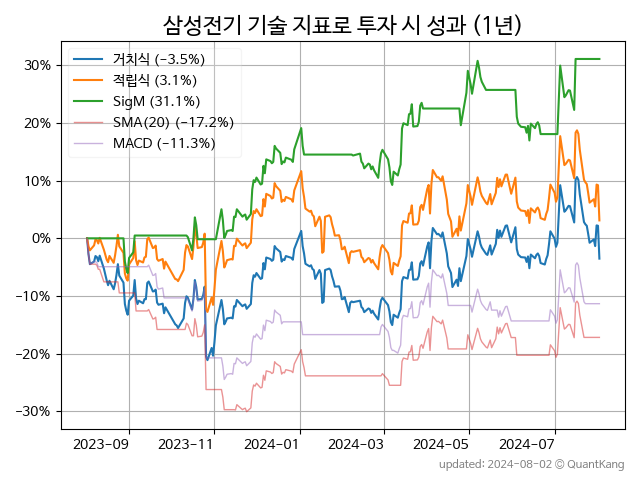 삼성전기 기술 지표로 투자 시 성과 (1년)
거치식 (−3.5%)
적립식 (3.1%)
SigM (31.1%)
SMA(20) (−17.2%)
MACD (−11.3%)
30%
20%
10%
0%
−10%
−20%
−30%
2023-09
2023-11
2024-01
2024-03
2024-05
2024-07
updated: 2024-08-02 © QuantKang